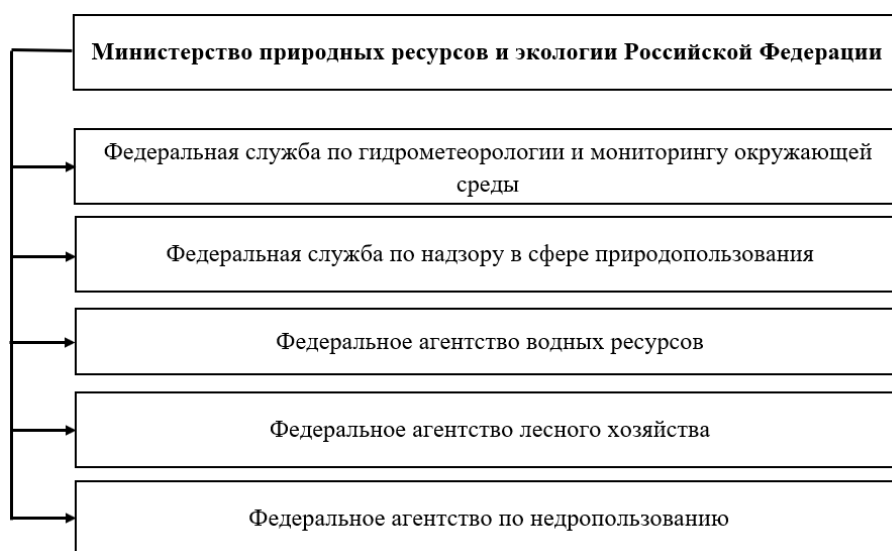 Министерство природных ресурсов и экологии Российской Федерации
Федеральная служба по гидрометеорологии и мониторингу окружающей
среды
Федеральная служба по надзору в сфере природопользования
Федеральное агентство водных ресурсов
Федеральное агентство лесного хозяйства
Федеральное агентство по недропользованию